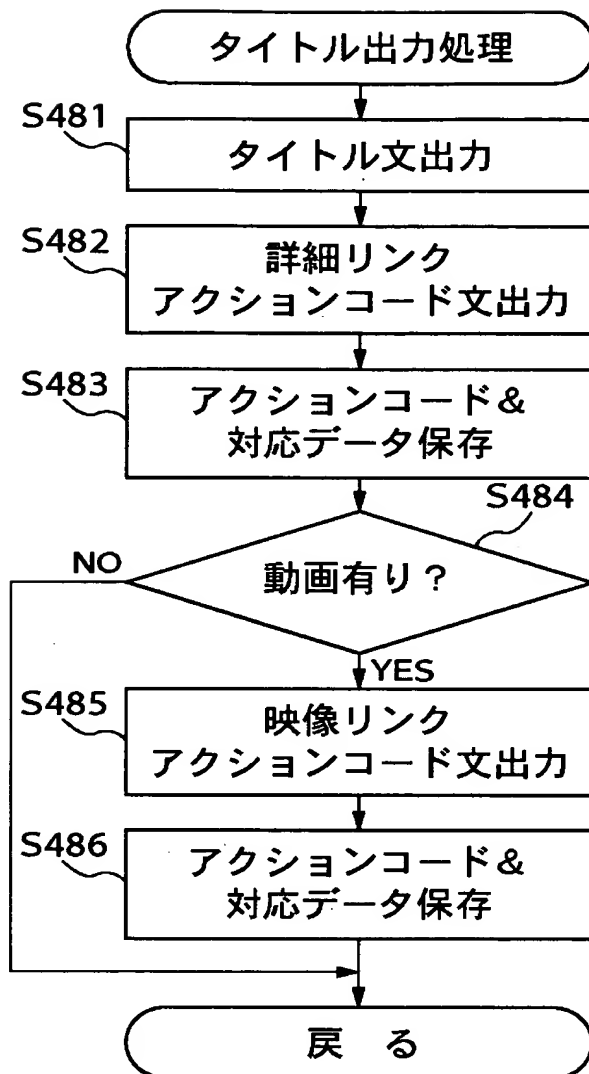 タイトル出力処理
S481
タイトル文出力
S482
詳細リンク
アクションコード文出力
S483
アクションコード&
対応データ保存
S484
動画有り?
NO
YES
S485
映像リンク
アクションコード文出力
S486
アクションコード&
対応データ保存
戻 る